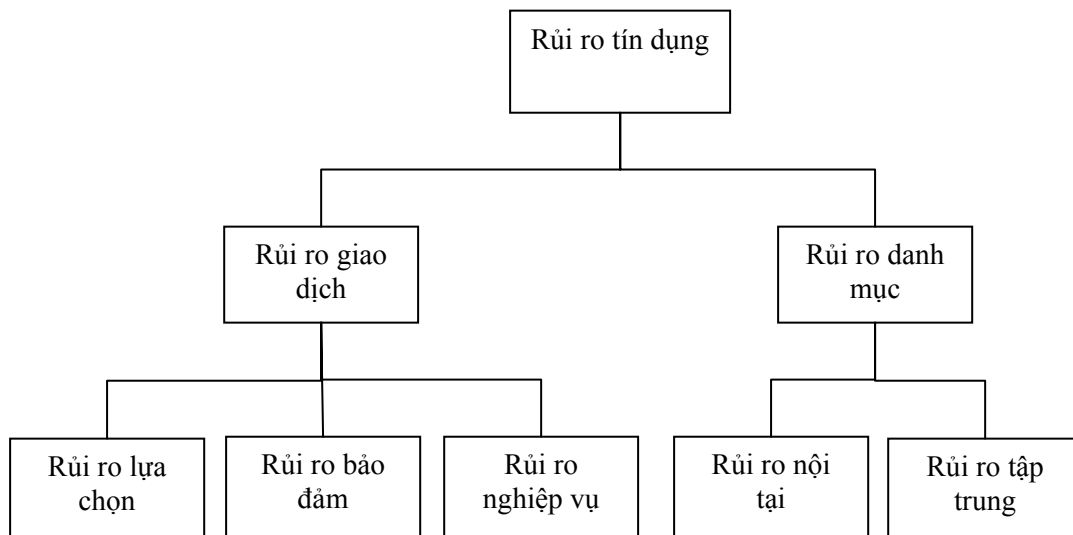 Rủi ro tín dụng
Rủi ro giao
dịch
Rủi ro danh
mục
Rủi ro lựa
chọn
Rủi ro bảo
đảm
Rủi ro
nghiệp vụ
Rủi ro nội
tại
Rủi ro tập
trung